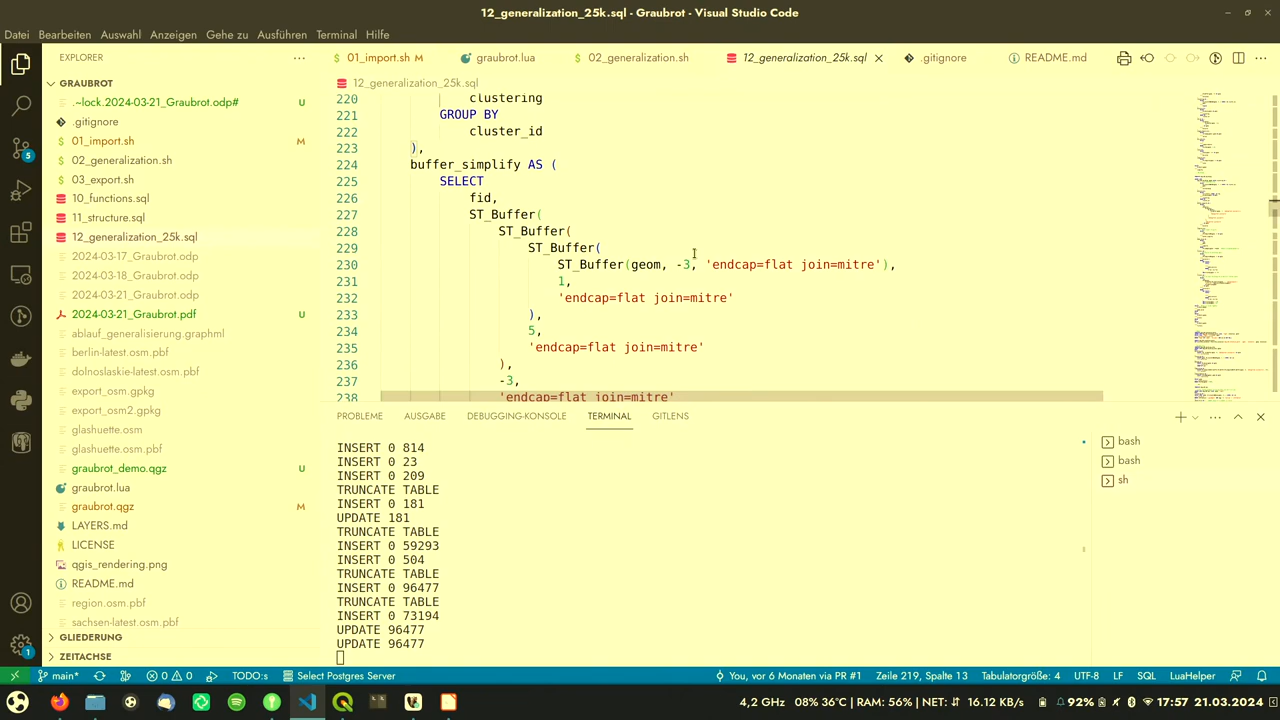 12_generalization_25k.sql - Graubrot - Visual Studio Code
Datei Bearbeiten Auswahl Anzeigen Gehe zu Ausführen Terminal Hilfe
EXPLORER
GRAUBROT
.~lock.2024-03-21_Graubrot.odp# U
.gitignore
01_import.sh M
02_generalization.sh
03_export.sh
10_functions.sql
11_structure.sql
12_generalization_25k.sql
2024-03-17_Graubrot.odp
2024-03-18_Graubrot.odp
2024-03-21_Graubrot.odp
2024-03-21_Graubrot.pdf U
ablauf_generalisierung.graphml
berlin-latest.osm.pbf
dolnoslaskie-latest.osm.pbf
export_osm.gpkg
export_osm2.gpkg
glashuette.osm
glashuette.osm.pbf
graubrot_demo.qgz U
graubrot.lua
graubrot.qgz M
LAYERS.md
LICENSE
qgis_rendering.png
README.md
region.osm.pbf
sachsen-latest.osm.pbf
GLIEDERUNG
ZEITACHSE
5
01_import.sh M graubrot.lua 02_generalization.sh 12_generalization_25k.sql .gitignore README.md
12_generalization_25k.sql
220 clustering
221 GROUP BY
222 cluster_id
223 ),
224 buffer_simplify AS (
225 SELECT
226 fid,
227 ST_Buffer(
228 ST_Buffer(
229 ST_Buffer(
230 ST_Buffer(geom, -3, 'endcap=flat join=mitre'),
231 1,
232 'endcap=flat join=mitre'
233 ),
234 5,
235 'endcap=flat join=mitre'
236
237 -3,
238 'endcap=flat join=mitre'
PROBLEME AUSGABE DEBUGGING-KONSOLE TERMINAL GITLENS
INSERT 0 814
INSERT 0 23
INSERT 0 209
TRUNCATE TABLE
INSERT 0 181
UPDATE 181
TRUNCATE TABLE
INSERT 0 59293
INSERT 0 504
TRUNCATE TABLE
INSERT 0 96477
TRUNCATE TABLE
INSERT 0 73194
UPDATE 96477
UPDATE 96477
bash
bash
sh
main* 0 0 TODO:s Select Postgres Server You, vor 6 Monaten via PR #1 Zeile 219, Spalte 13 Tabulatorgröße: 4 UTF-8 LF SQL LuaHelper
4,2 GHz 08% 36°C | RAM: 56% | NET: 16.12 KB/s 92% 17:57 21.03.2024